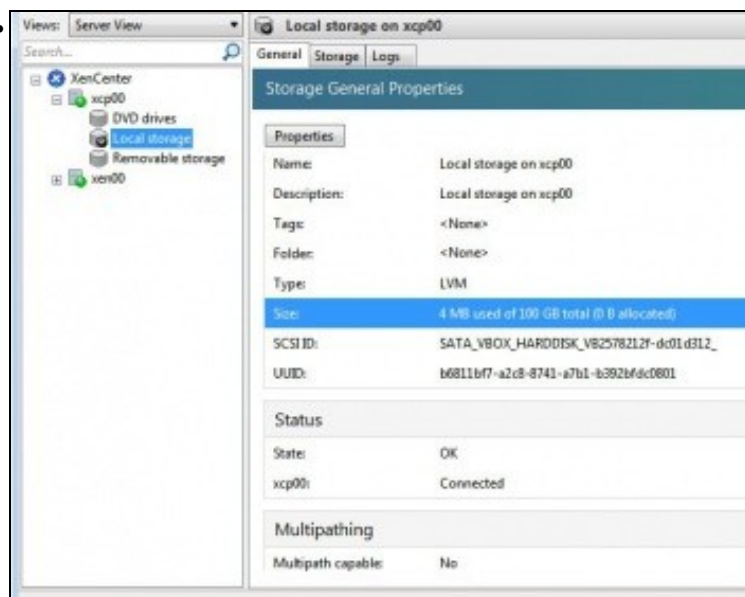 Views: Server View
Search...
XenCenter
xcp00
DVD drives
Local storage
Removable storage
xen00
Local storage on xcp00
General Storage Logs
Storage General Properties
Properties
Name: Local storage on xcp00
Description: Local storage on xcp00
Tags: <None>
Folder: <None>
Type: LVM
Size: 4 MB used of 100 GB total (0 B allocated)
SCSI ID: SATA_VBOX_HARDDISK_VB2578212f-dc01d312_
UUID: b6811bf7-a2c8-8741-a7b1-b392bfdc0801
Status
State: OK
xcp00: Connected
Multipathing
Multipath capable: No